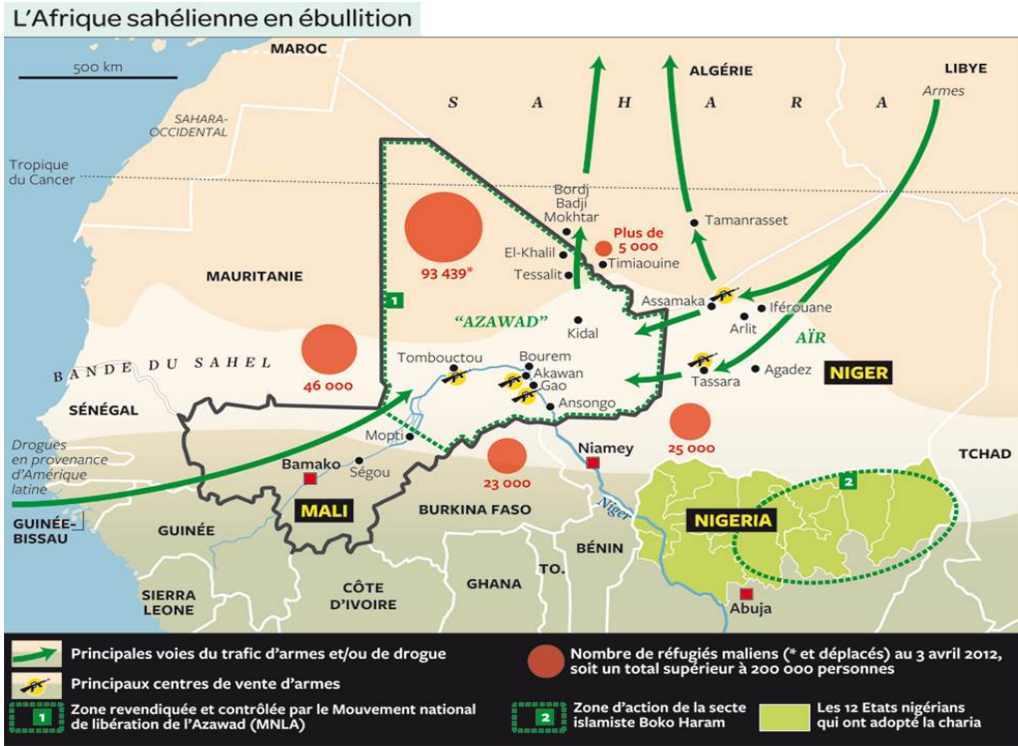 L'Afrique sahélienne en ébullition
MAROC
500 km
ALGÉRIE
LIBYE
Armes
S A H A R A
SAHARA-
OCCIDENTAL
Tropique
du Cancer
Bordj
Badji
Mokhtar
Tamanrasset
Plus de
5 000
El-Khalil
Timiaouine
93 439*
Tessalit
MAURITANIE
1
Assamaka
Iférouane
Arlit
"AZAWAD"
Kidal
AÏR
BANDE DU SAHEL
46 000
Tombouctou
Bourem
Akawan
Gao
Tassara
Agadez
NIGER
Ansongo
SÉNÉGAL
Mopti
25 000
Drogues
en provenance
d'Amérique
latine
Bamako
Ségou
23 000
Niamey
TCHAD
2
MALI
BURKINA FASO
Niger
NIGERIA
GUINÉE-
BISSAU
GUINÉE
BÉNIN
TO.
SIERRA
LEONE
CÔTE
D'IVOIRE
GHANA
Abuja
Principales voies du trafic d'armes et/ou de drogue
Principaux centres de vente d'armes
1
Zone revendiquée et contrôlée par le Mouvement national
de libération de l'Azawad (MNLA)
Nombre de réfugiés maliens (* et déplacés) au 3 avril 2012,
soit un total supérieur à 200 000 personnes
2
Zone d'action de la secte
islamiste Boko Haram
Les 12 Etats nigérians
qui ont adopté la charia